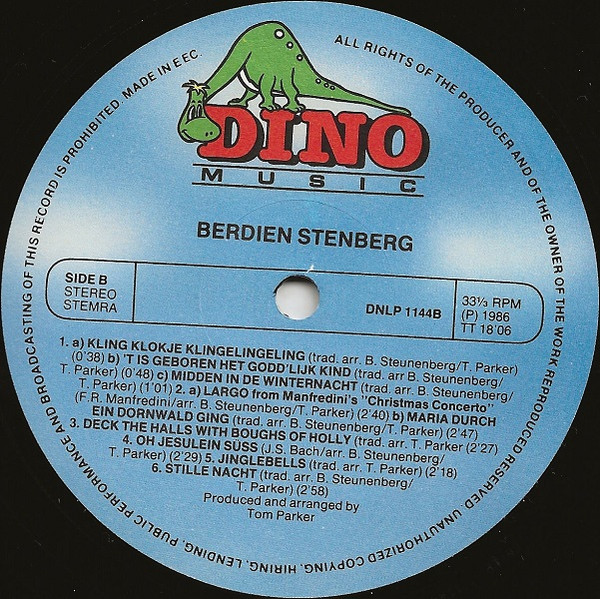 ALL RIGHTS OF THE PRODUCER AND OF THE OWNER OF THE WORK REPRODUCED RESERVED. UNAUTHORIZED COPYING, HIRING, LENDING, PUBLIC PERFORMANCE AND BROADCASTING OF THIS RECORD IS PROHIBITED. MADE IN EEC.
DINO
MUSIC
BERDIEN STENBERG
SIDE B
STEREO
STEMRA
DNLP 1144B
33⅓ RPM
(P) 1986
TT 18'06
1. a) KLING KLOKJE KLINGELINGELING (trad. arr. B. Steunenberg/T. Parker)
(0'38) b) 'T IS GEBOREN HET GODD'LIJK KIND (trad. arr B. Steunenberg/
T. Parker) (0'48) c) MIDDEN IN DE WINTERNACHT (trad. arr. B. Steunenberg/
T. Parker) (1'01) 2. a) LARGO from Manfredini's "Christmas Concerto"
(F.R. Manfredini/arr. B. Steunenberg/T. Parker) (2'40) b) MARIA DURCH
EIN DORNWALD GING (trad. arr. B. Steunenberg/T. Parker) (2'47)
3. DECK THE HALLS WITH BOUGHS OF HOLLY (trad. arr. T. Parker (2'27)
4. OH JESULEIN SÜSS (J.S. Bach/arr. B. Steunenberg/
T. Parker) (2'29) 5. JINGLEBELLS (trad. arr. T. Parker) (2'18)
6. STILLE NACHT (trad. arr. B. Steunenberg/
T. Parker) (2'58)
Produced and arranged by
Tom Parker